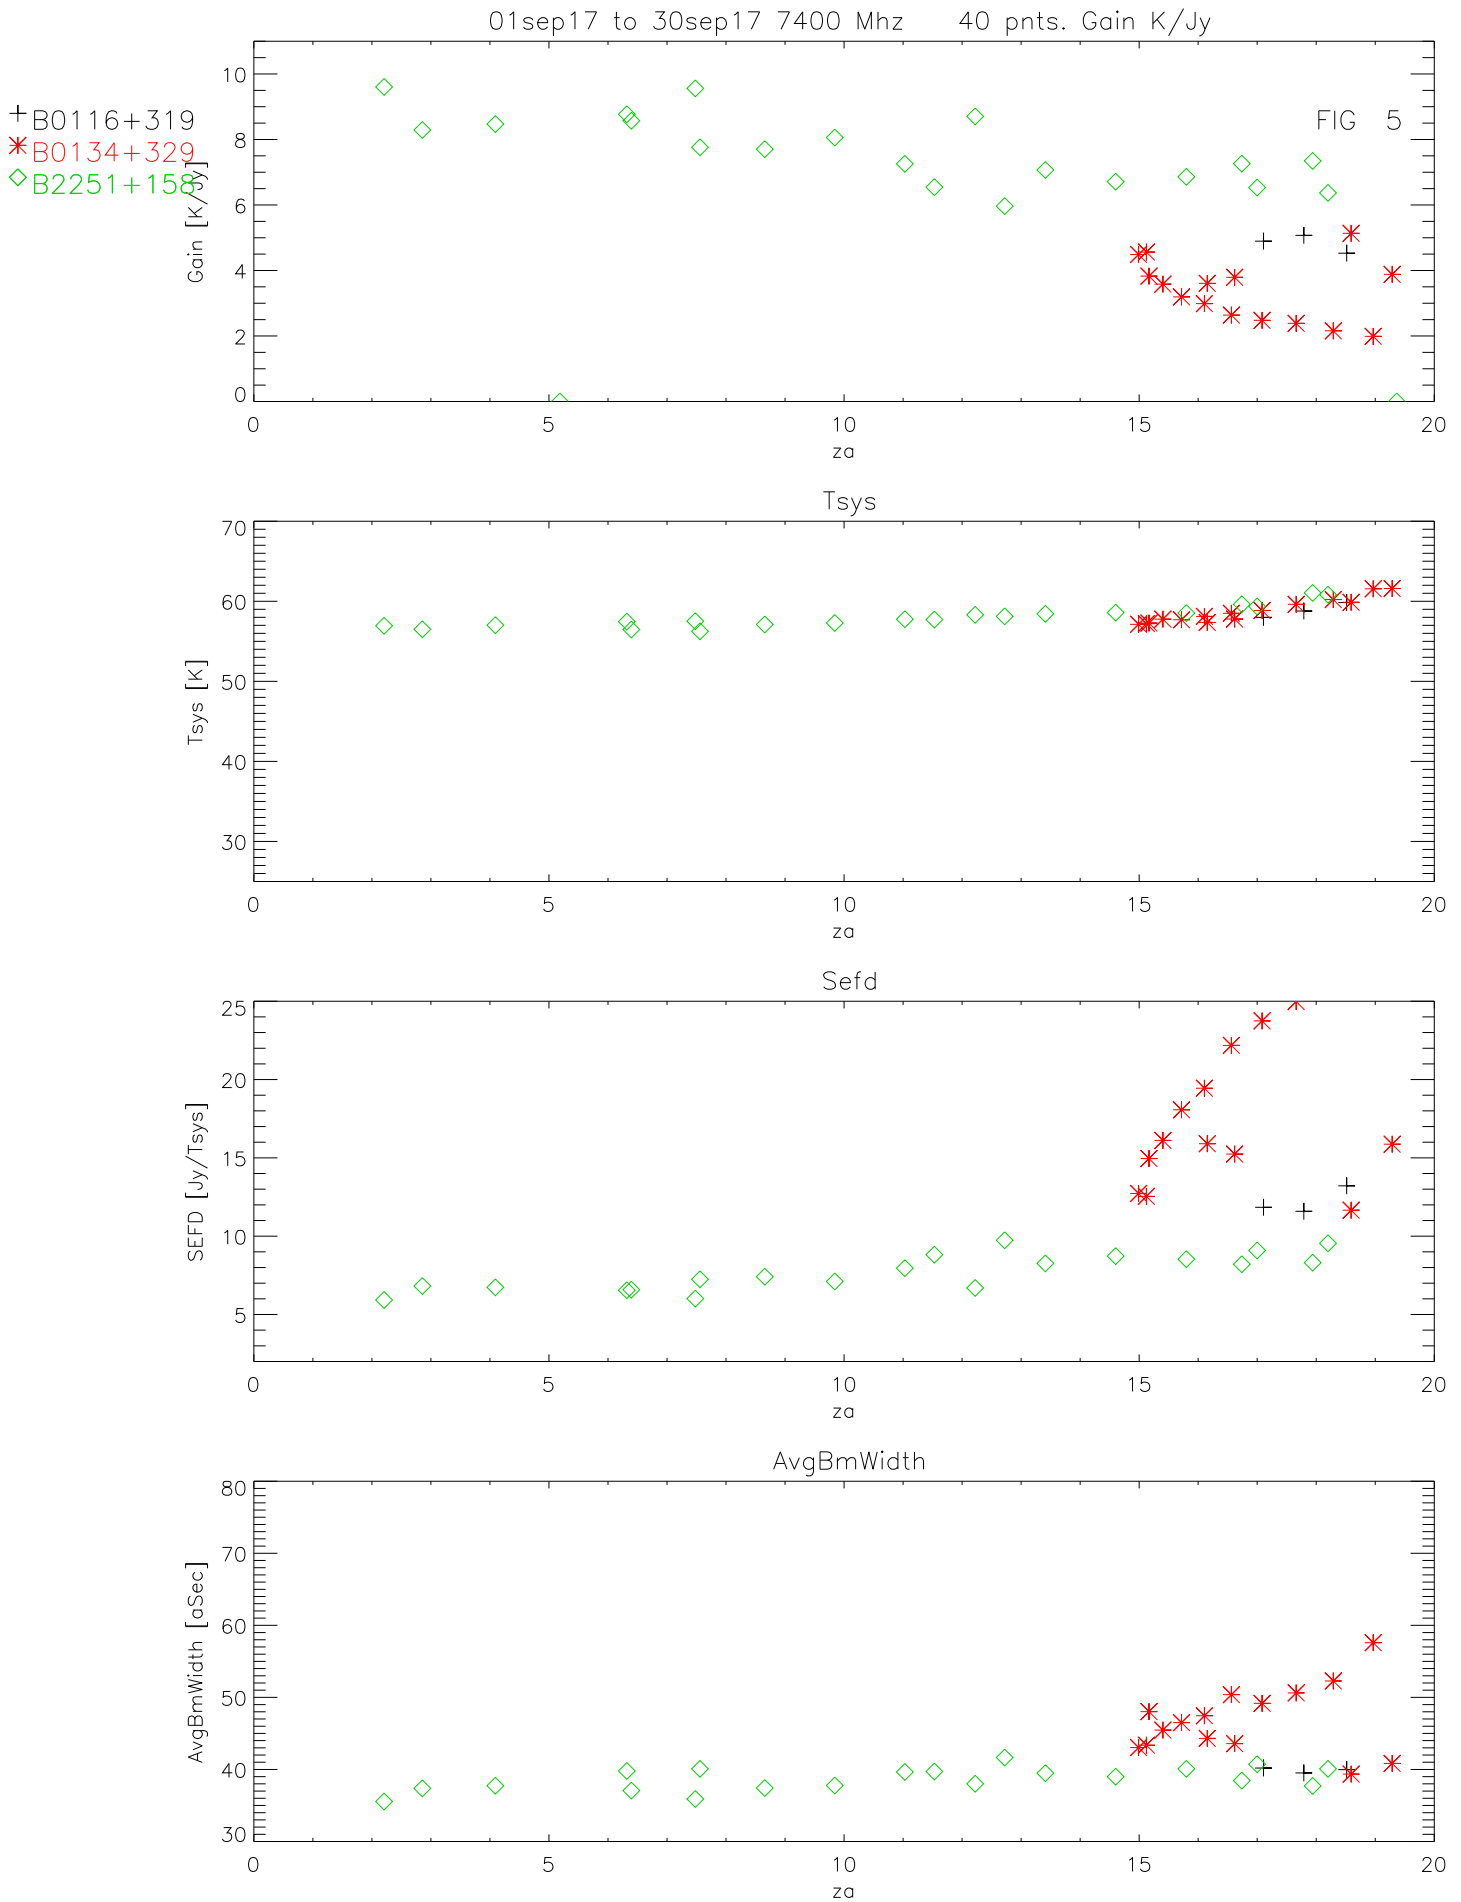 01sep17 to 30sep17 7400 Mhz 40 pnts. Gain K/Jy
B0116+319
B0134+329
B2251+158
FIG 5
Gain [K/Jy]
10
8
6
4
2
0
0 5 10 15 20
za
Tsys
Tsys [K]
70
60
50
40
30
0 5 10 15 20
za
Sefd
SEFD [Jy/Tsys]
25
20
15
10
5
0 5 10 15 20
za
AvgBmWidth
AvgBmWidth [aSec]
80
70
60
50
40
30
0 5 10 15 20
za